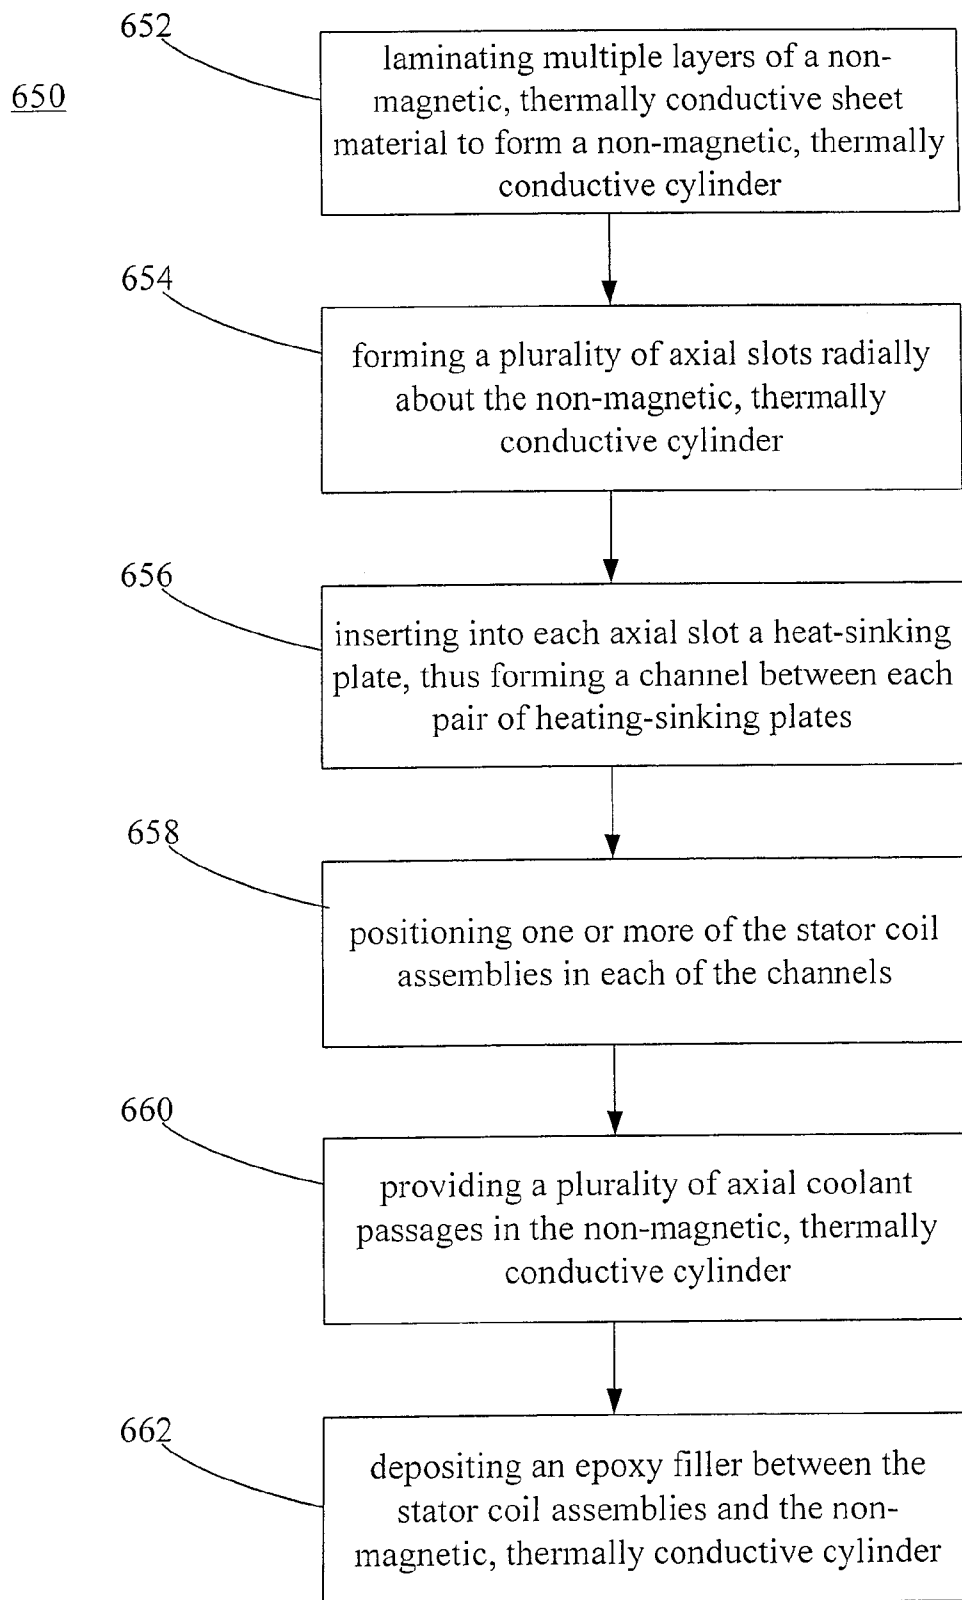 652
650
laminating multiple layers of a non-
magnetic, thermally conductive sheet
material to form a non-magnetic, thermally
conductive cylinder
654
forming a plurality of axial slots radially
about the non-magnetic, thermally
conductive cylinder
656
inserting into each axial slot a heat-sinking
plate, thus forming a channel between each
pair of heating-sinking plates
658
positioning one or more of the stator coil
assemblies in each of the channels
660
providing a plurality of axial coolant
passages in the non-magnetic, thermally
conductive cylinder
662
depositing an epoxy filler between the
stator coil assemblies and the non-
magnetic, thermally conductive cylinder